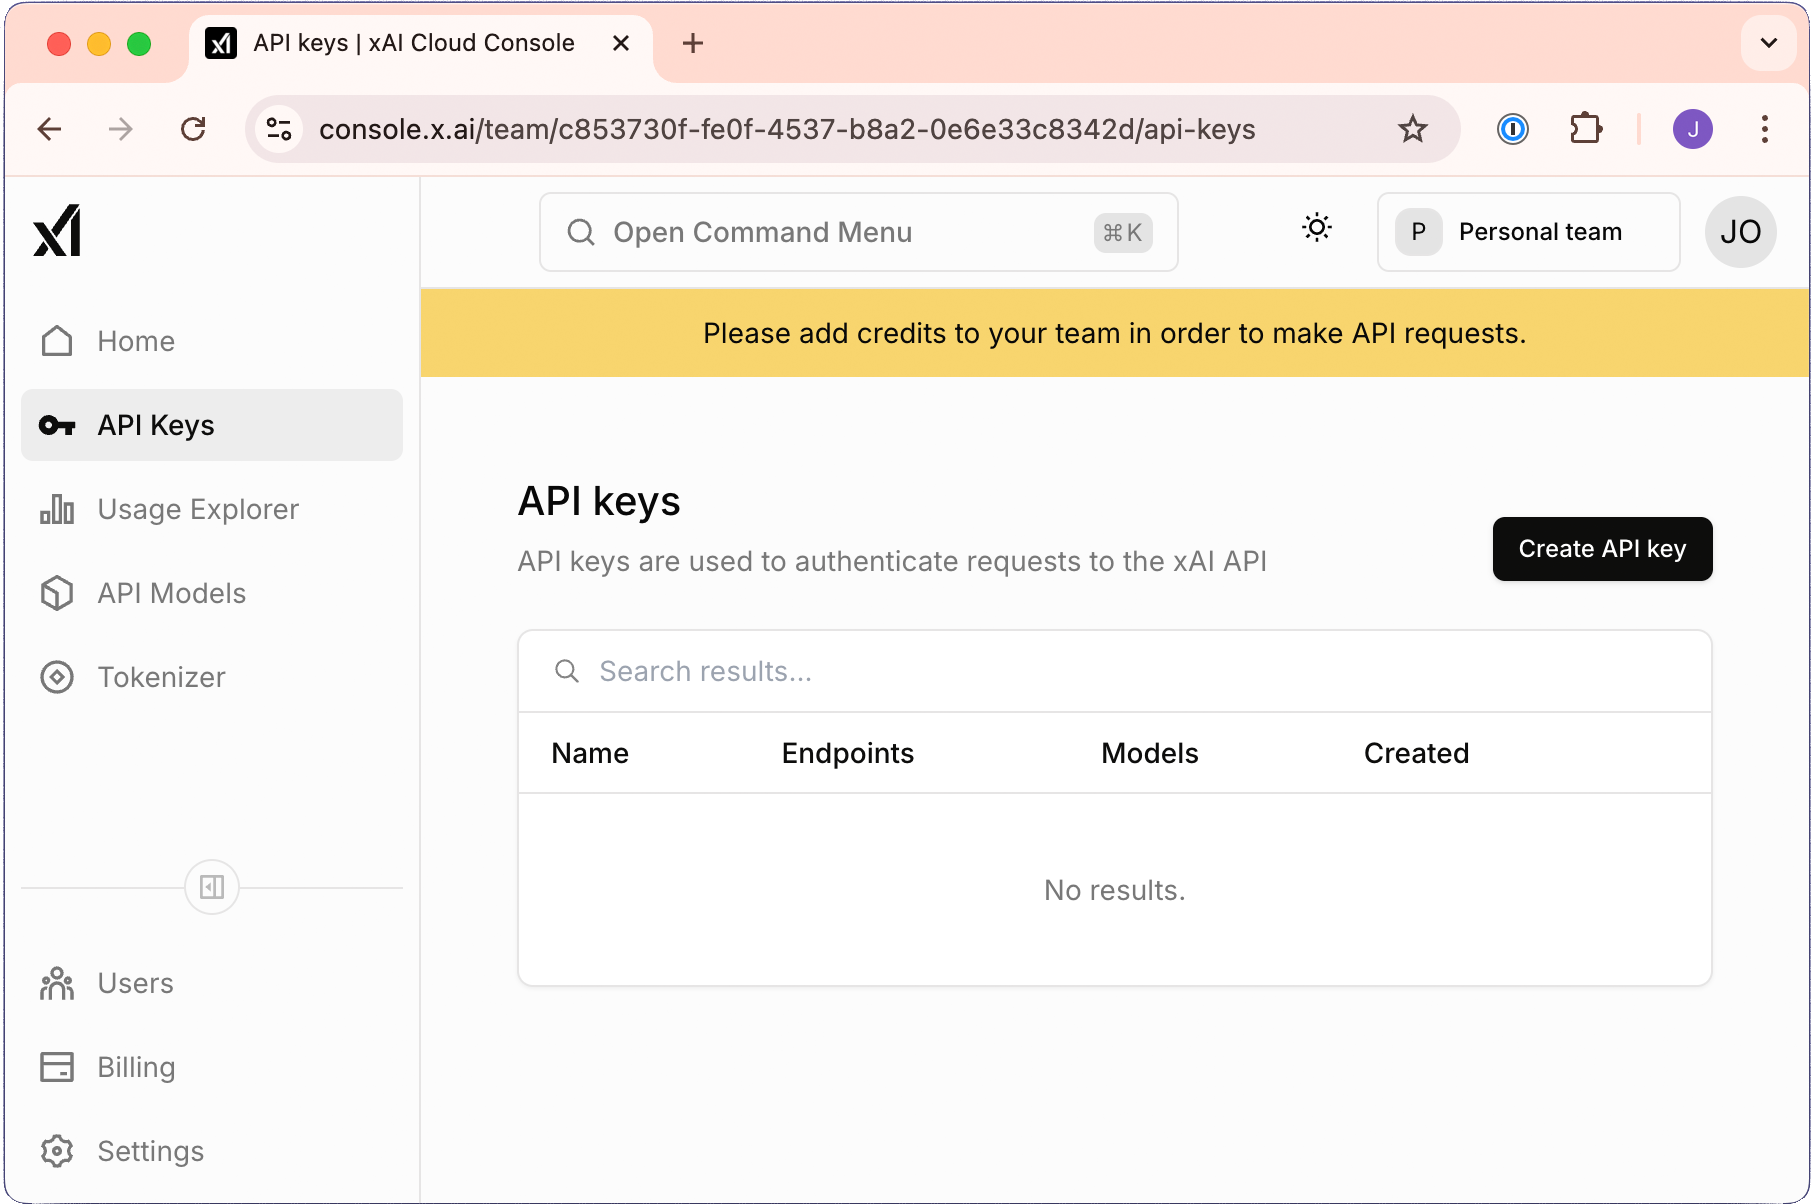 API keys | xAI Cloud Console
console.x.ai/team/c853730f-fe0f-4537-b8a2-0e6e33c8342d/api-keys
J
xAI
Open Command Menu
⌘K
P
Personal team
JO
Home
API Keys
Usage Explorer
API Models
Tokenizer
Users
Billing
Settings
Please add credits to your team in order to make API requests.
API keys
API keys are used to authenticate requests to the xAI API
Create API key
Search results...
Name Endpoints Models Created
No results.